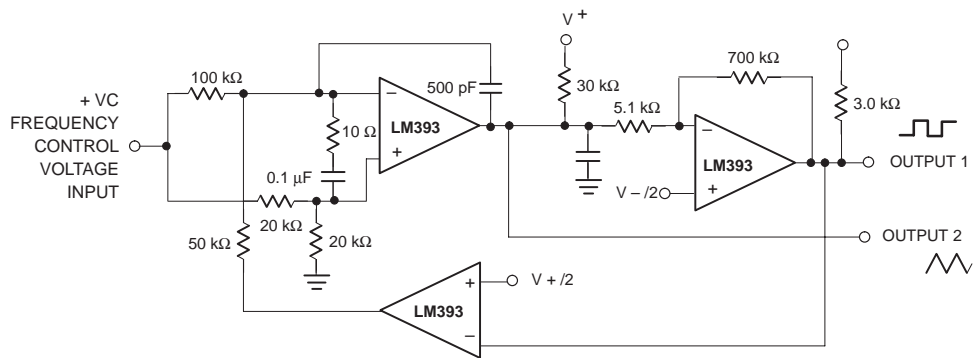 V +
700 kΩ
100 kΩ
500 pF
30 kΩ
3.0 kΩ
+ VC
FREQUENCY
CONTROL
VOLTAGE
INPUT
−
LM393
+
10 Ω
5.1 kΩ
−
LM393
+
OUTPUT 1
0.1 μF
V − /2
20 kΩ
20 kΩ
50 kΩ
OUTPUT 2
+
LM393
−
V + /2